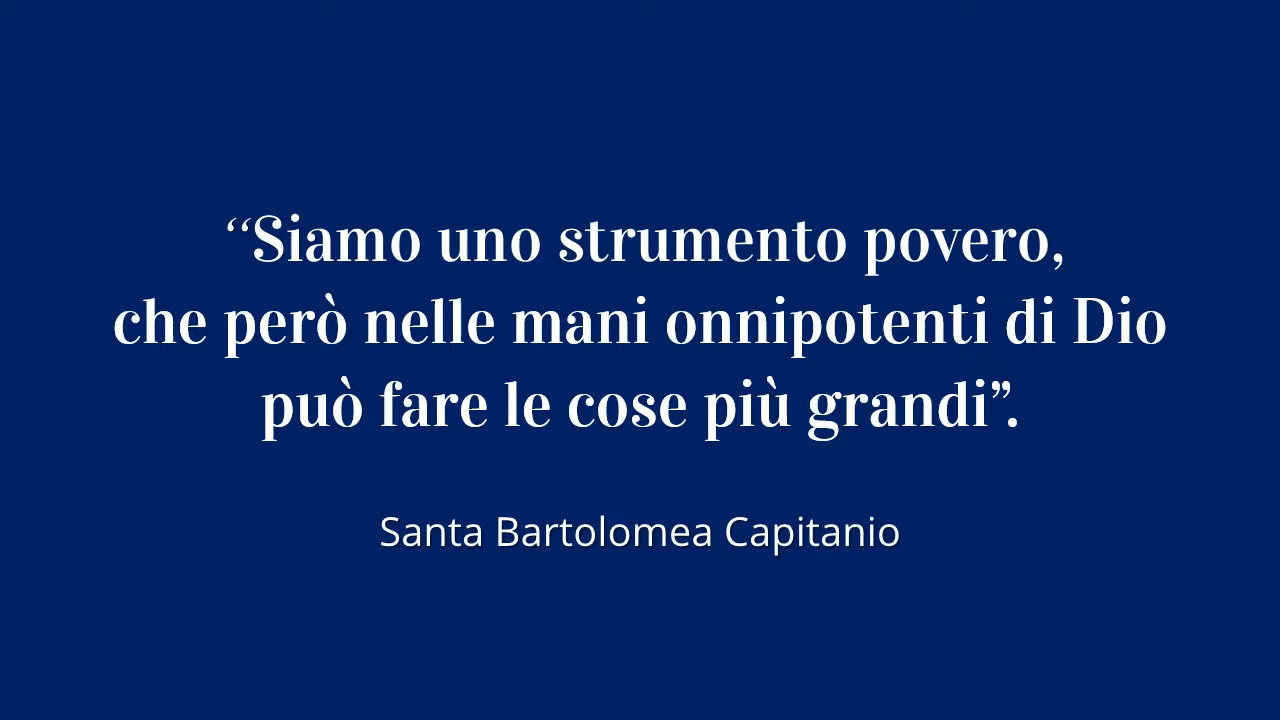 “Siamo uno strumento povero,
che però nelle mani onnipotenti di Dio
può fare le cose più grandi”.
Santa Bartolomea Capitanio